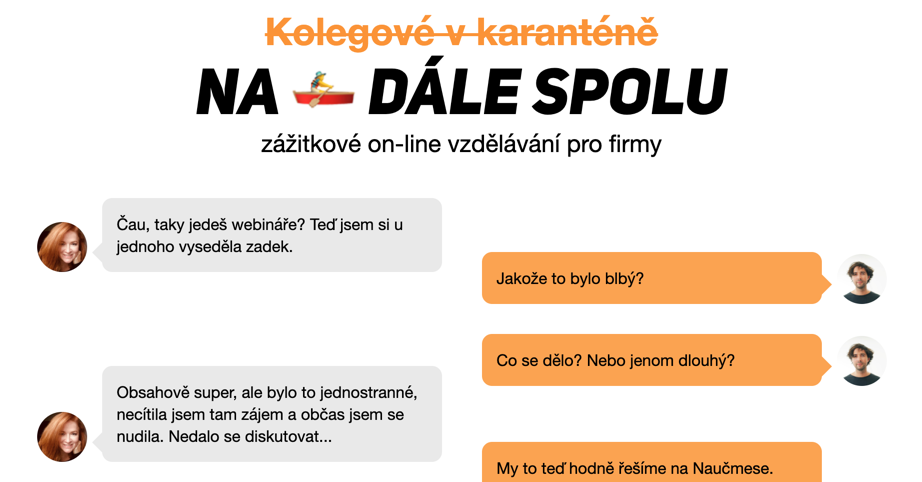 Kolegové v karanténě
NA DÁLE SPOLU
zážitkové on-line vzdělávání pro firmy
Čau, taky jedeš webináře? Teď jsem si u
jednoho vyseděla zadek.
Jakože to bylo blbý?
Co se dělo? Nebo jenom dlouhý?
Obsahově super, ale bylo to jednostranné,
necítila jsem tam zájem a občas jsem se
nudila. Nedalo se diskutovat...
My to teď hodně řešíme na Naučmese.